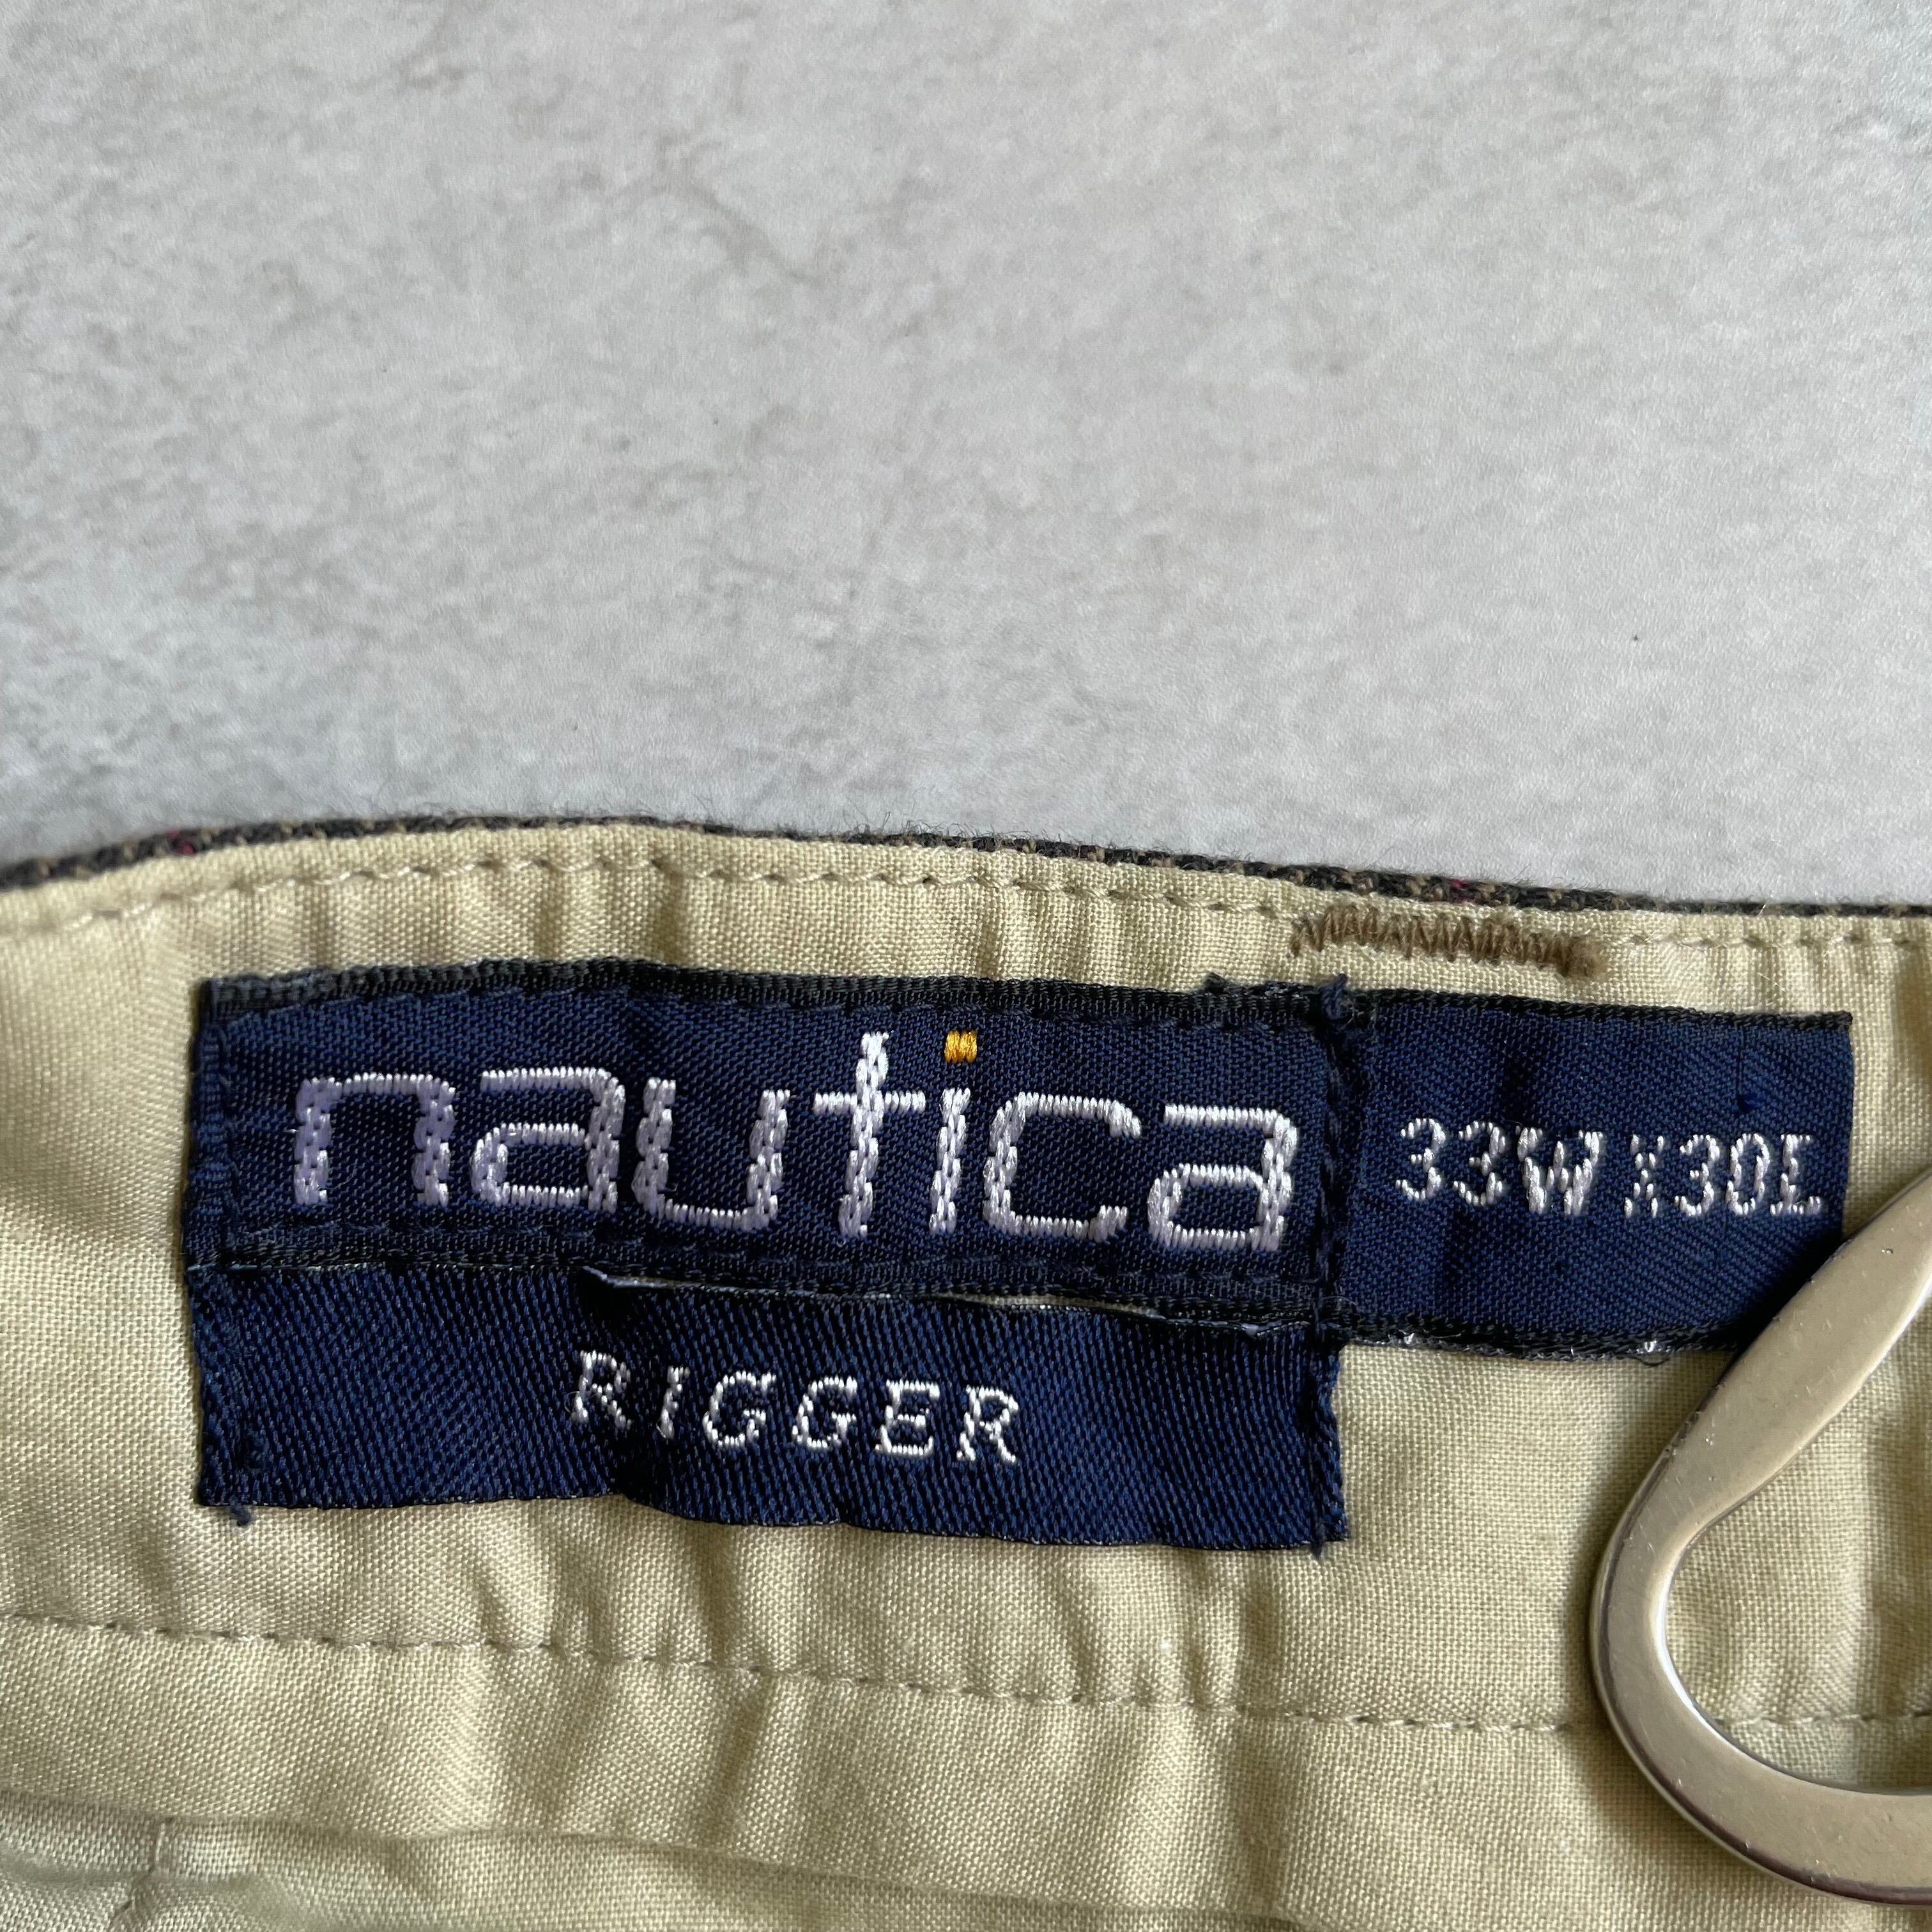 nautica
33W X30L
RIGGER